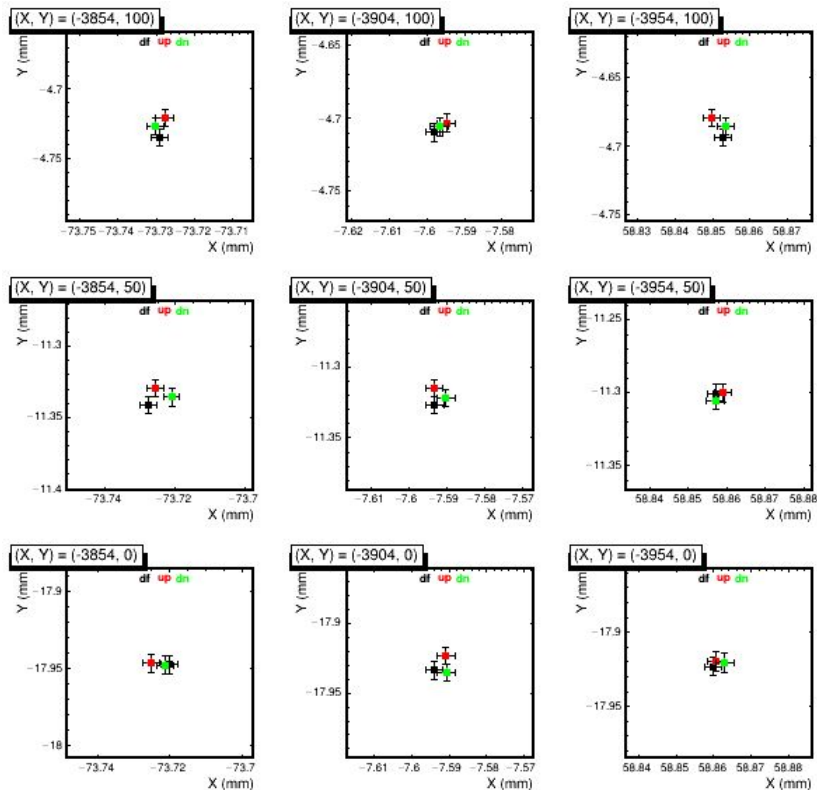 (X, Y) = (-3854, 100)
Y (mm
df up dn
−4.7
−4.75
−73.75 −73.74 −73.73 −73.72 −73.71
X (mm)
(X, Y) = (-3904, 100)
Y (mm
df up dn
−4.65
−4.7
−4.75
−7.62 −7.61 −7.6 −7.59 −7.58
X (mm)
(X, Y) = (-3954, 100)
Y (mm
df up dn
−4.65
−4.7
−4.75
58.83 58.84 58.85 58.86 58.87
X (mm)
(X, Y) = (-3854, 50)
Y (mm
df up dn
−11.3
−11.35
−11.4
−73.74 −73.72 −73.7
X (mm)
(X, Y) = (-3904, 50)
Y (mm
df up dn
−11.3
−11.35
−7.61 −7.6 −7.59 −7.58 −7.57
X (mm)
(X, Y) = (-3954, 50)
Y (mm
df up dn
−11.25
−11.3
−11.35
58.84 58.85 58.86 58.87 58.88
X (mm)
(X, Y) = (-3854, 0)
Y (mm
df up dn
−17.9
−17.95
−18
−73.74 −73.72 −73.7
X (mm)
(X, Y) = (-3904, 0)
Y (mm
df up dn
−17.9
−17.95
−7.61 −7.6 −7.59 −7.58 −7.57
X (mm)
(X, Y) = (-3954, 0)
Y (mm
df up dn
−17.9
−17.95
58.84 58.85 58.86 58.87 58.88
X (mm)